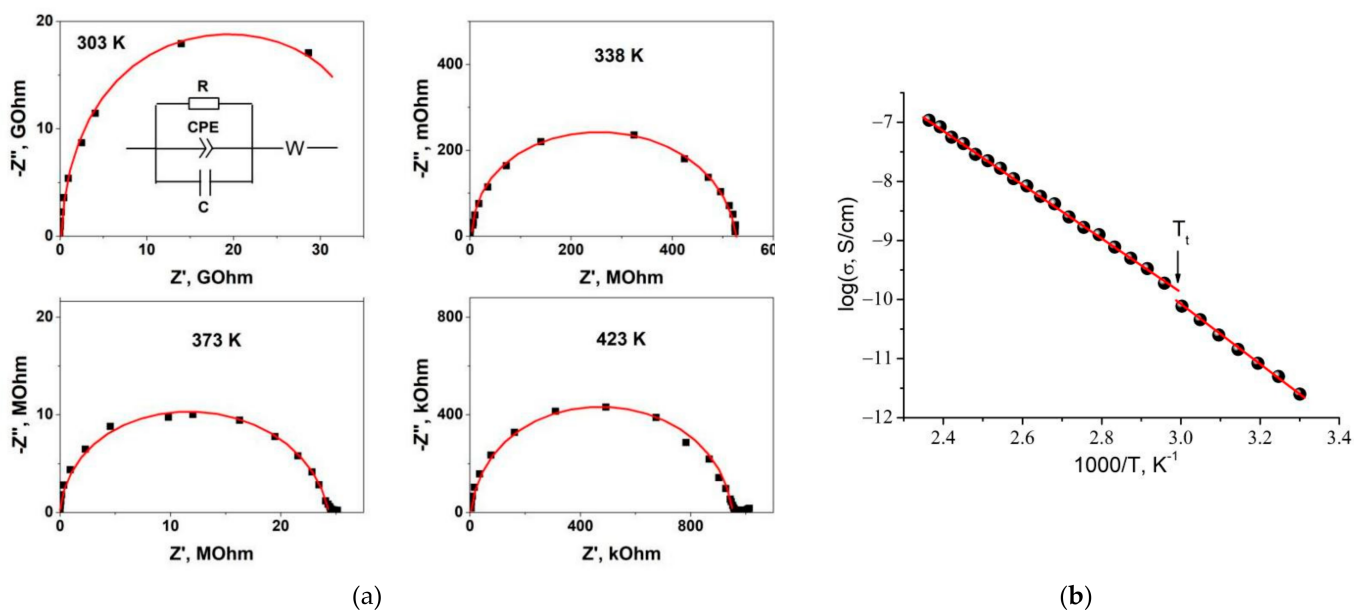 20
10
0
-Z'', GOhm
303 K
R
CPE
W
C
0 10 20 30
Z', GOhm
400
200
0
-Z'', mOhm
338 K
0 200 400 60
Z', MOhm
20
10
0
-Z'', MOhm
373 K
0 10 20
Z', MOhm
800
400
0
-Z'', kOhm
423 K
0 400 800
Z', kOhm
(a)
−7
−8
−9
−10
−11
−12
log(σ, S/cm)
Tt
2.4 2.6 2.8 3.0 3.2 3.4
1000/T, K-1
(b)